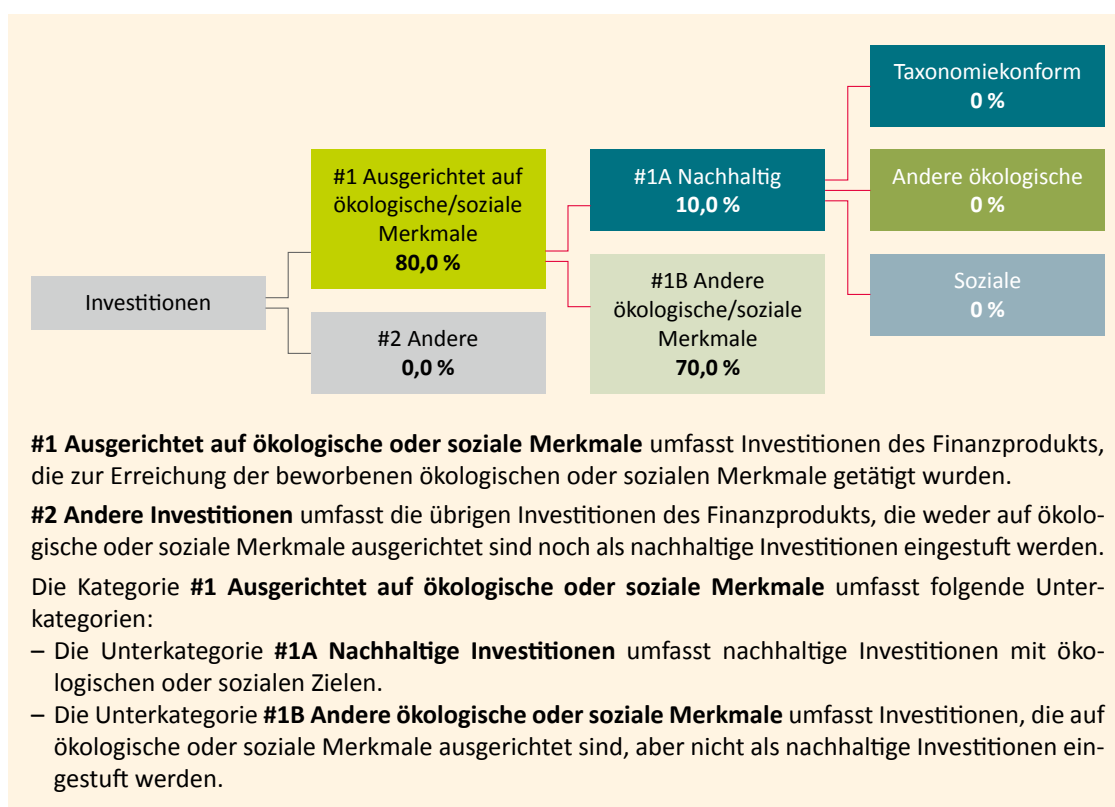 Taxonomiekonform
0 %
#1 Ausgerichtet auf
ökologische/soziale
Merkmale
80,0 %
#1A Nachhaltig
10,0 %
Andere ökologische
0 %
Investitionen
#2 Andere
0,0 %
#1B Andere
ökologische/soziale
Merkmale
70,0 %
Soziale
0 %
#1 Ausgerichtet auf ökologische oder soziale Merkmale umfasst Investitionen des Finanzprodukts,
die zur Erreichung der beworbenen ökologischen oder sozialen Merkmale getätigt wurden.
#2 Andere Investitionen umfasst die übrigen Investitionen des Finanzprodukts, die weder auf ökolo-
gische oder soziale Merkmale ausgerichtet sind noch als nachhaltige Investitionen eingestuft werden.
Die Kategorie #1 Ausgerichtet auf ökologische oder soziale Merkmale umfasst folgende Unter-
kategorien:
– Die Unterkategorie #1A Nachhaltige Investitionen umfasst nachhaltige Investitionen mit öko-
logischen oder sozialen Zielen.
– Die Unterkategorie #1B Andere ökologische oder soziale Merkmale umfasst Investitionen, die auf
ökologische oder soziale Merkmale ausgerichtet sind, aber nicht als nachhaltige Investitionen ein-
gestuft werden.